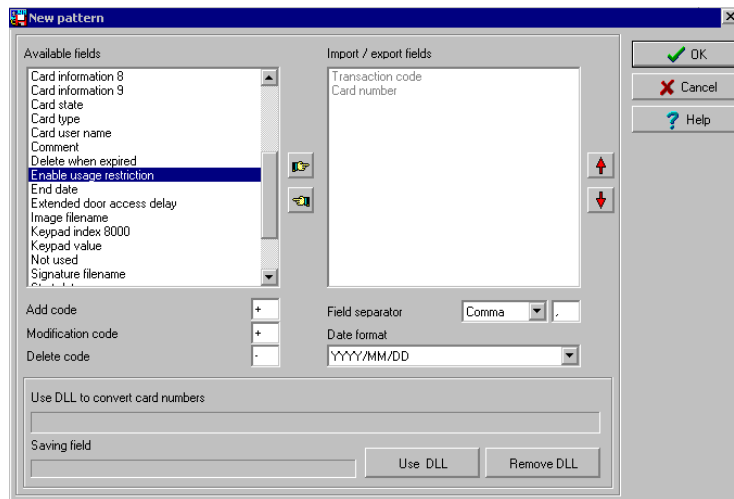 New pattern
Available fields
Card information 8
Card information 9
Card state
Card type
Card user name
Comment
Delete when expired
Enable usage restriction
End date
Extended door access delay
Image filename
Keypad index 8000
Keypad value
Not used
Signature filename
Import / export fields
Transaction code
Card number
OK
Cancel
? Help
Add code +
Modification code +
Delete code -
Field separator Comma ,
Date format
YYYY/MM/DD
Use DLL to convert card numbers
Saving field
Use DLL
Remove DLL